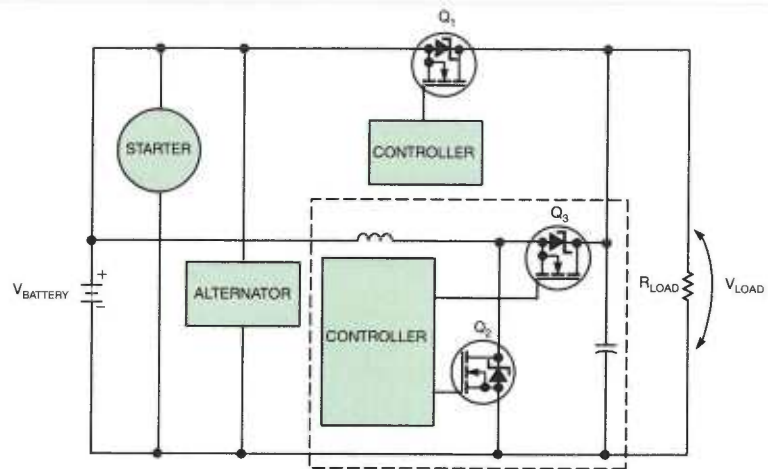 Q1
STARTER
CONTROLLER
Q3
VBATTERY
+
−
ALTERNATOR
CONTROLLER
Q2
RLOAD
VLOAD